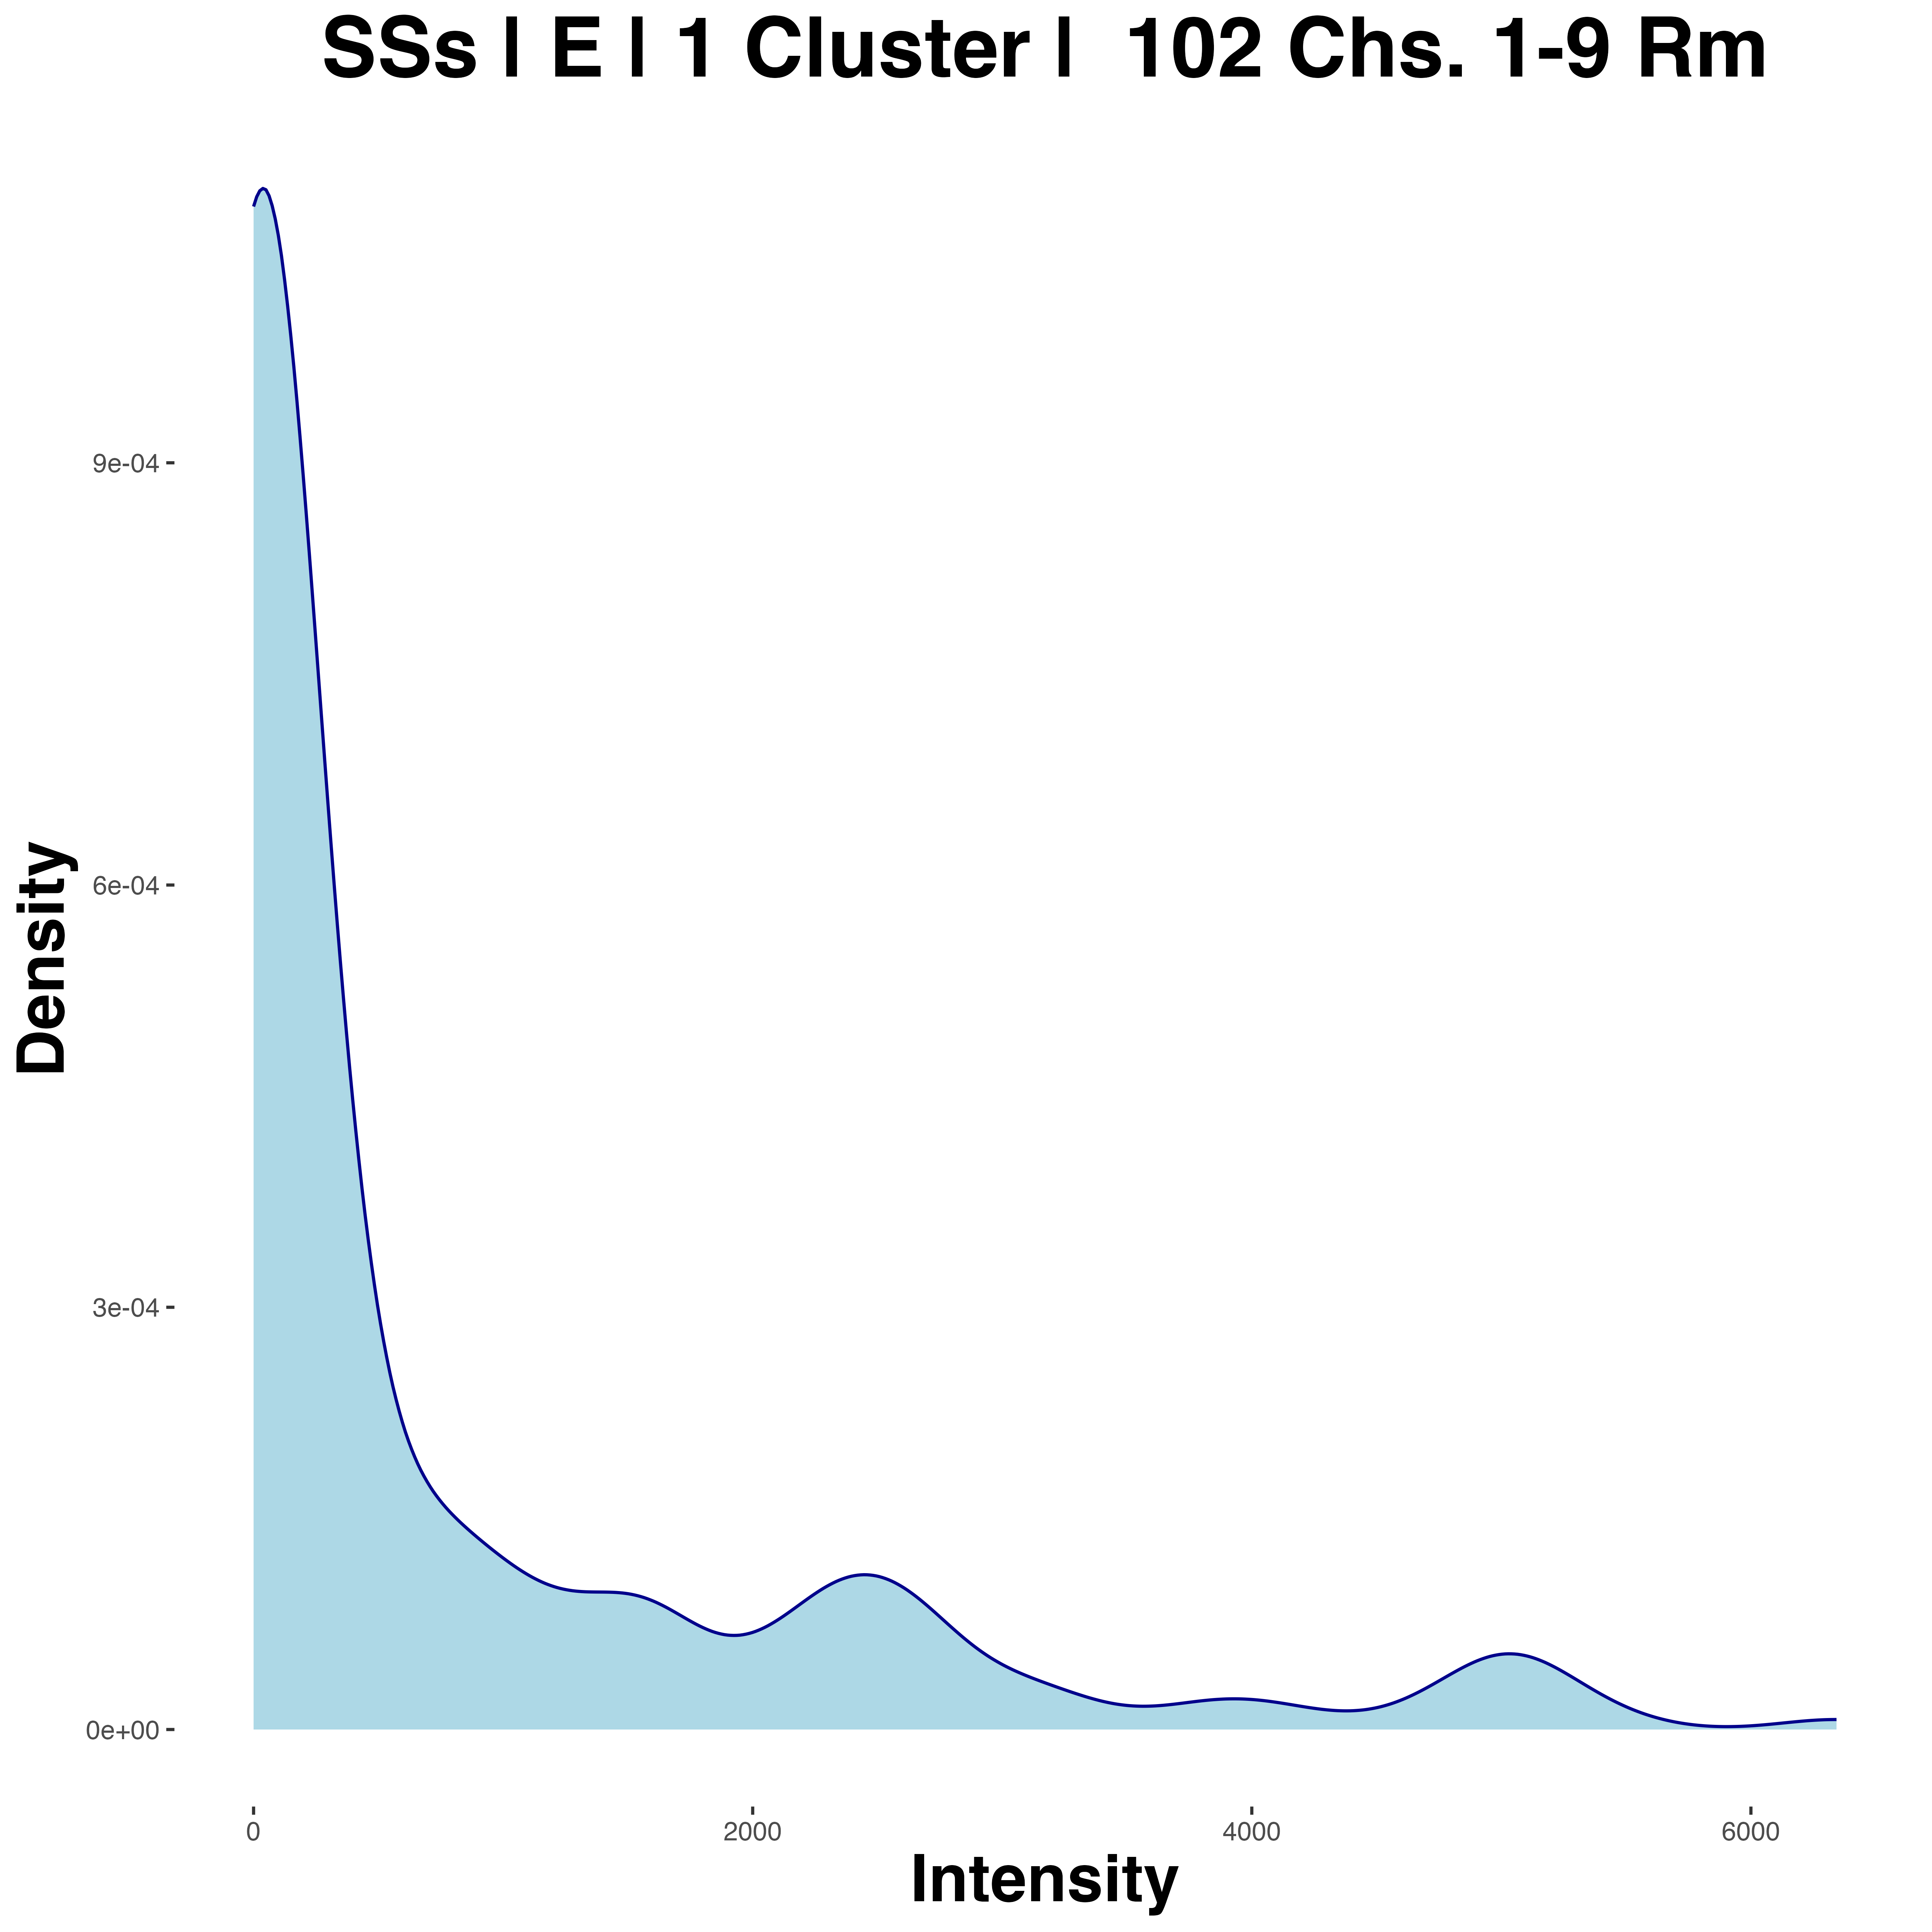 SSs | E | 1 Cluster |  102 Chs. 1-9 Rm
9e-04
6e-04
3e-04
0e+00
Density
0 2000 4000 6000
Intensity